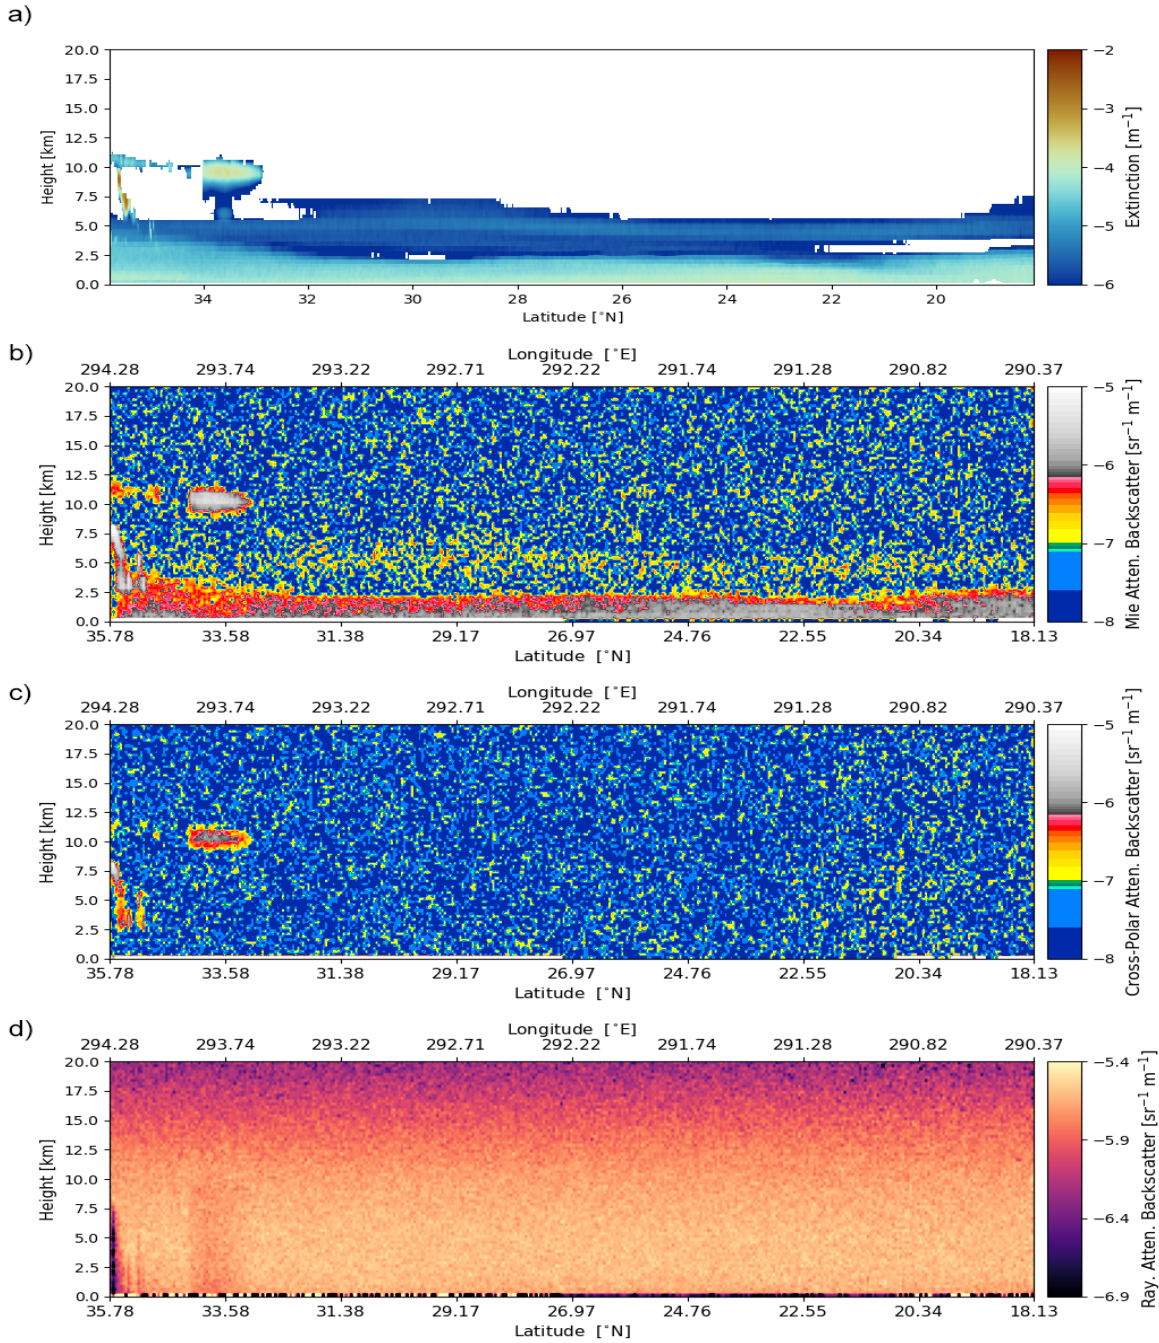 a)
20.0
17.5
15.0
12.5
10.0
7.5
5.0
2.5
0.0
Height [km]
34 32 30 28 26 24 22 20
Latitude [°N]
−2
−3
−4
−5
−6
Extinction [m−1]
b)
Longitude [°E]
294.28 293.74 293.22 292.71 292.22 291.74 291.28 290.82 290.37
20.0
17.5
15.0
12.5
10.0
7.5
5.0
2.5
0.0
Height [km]
35.78 33.58 31.38 29.17 26.97 24.76 22.55 20.34 18.13
Latitude [°N]
−5
−6
−7
−8
Mie Atten. Backscatter [sr−1 m−1]
c)
Longitude [°E]
294.28 293.74 293.22 292.71 292.22 291.74 291.28 290.82 290.37
20.0
17.5
15.0
12.5
10.0
7.5
5.0
2.5
0.0
Height [km]
35.78 33.58 31.38 29.17 26.97 24.76 22.55 20.34 18.13
Latitude [°N]
−5
−6
−7
−8
Cross-Polar Atten. Backscatter [sr−1 m−1]
d)
Longitude [°E]
294.28 293.74 293.22 292.71 292.22 291.74 291.28 290.82 290.37
20.0
17.5
15.0
12.5
10.0
7.5
5.0
2.5
0.0
Height [km]
35.78 33.58 31.38 29.17 26.97 24.76 22.55 20.34 18.13
Latitude [°N]
−5.4
−5.9
−6.4
−6.9
Ray. Atten. Backscatter [sr−1 m−1]